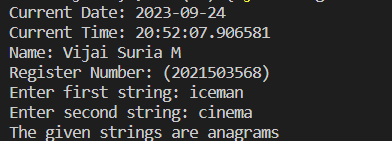 Current Date: 2023-09-24
Current Time: 20:52:07.906581
Name: Vijai Suria M
Register Number: (2021503568)
Enter first string: iceman
Enter second string: cinema
The given strings are anagrams